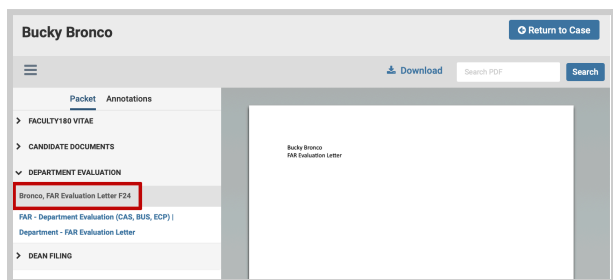 Bucky Bronco
Return to Case
Download
Search PDF
Search
Packet
Annotations
FACULTY180 VITAE
CANDIDATE DOCUMENTS
DEPARTMENT EVALUATION
Bronco, FAR Evaluation Letter F24
FAR - Department Evaluation (CAS, BUS, ECP) |
Department - FAR Evaluation Letter
DEAN FILING
Bucky Bronco
FAR Evaluation Letter